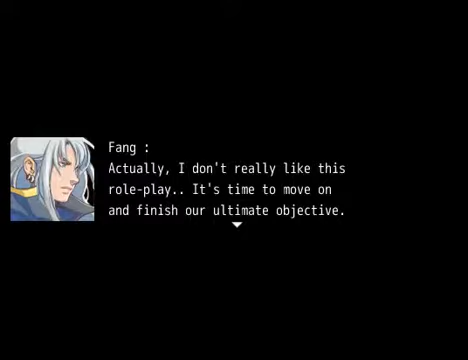 Fang :
Actually, I don't really like this
role-play.. It's time to move on
and finish our ultimate objective.